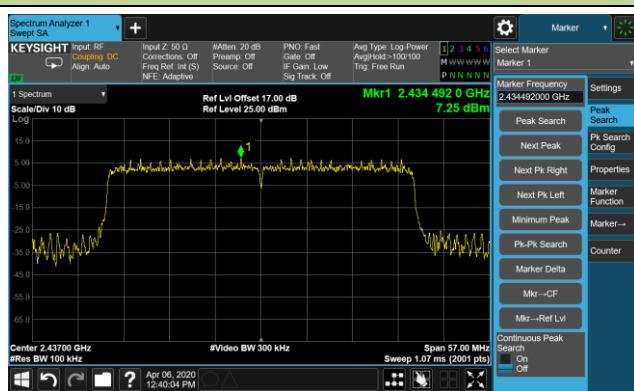 Spectrum Analyzer 1
Swept SA
Marker
KEYSIGHT
Input: RF
Coupling: DC
Align: Auto
Input Z: 50 Ω
Corrections: Off
Freq Ref: Int (S)
NFE: Adaptive
#Atten: 20 dB
Preamp: Off
Source: Off
PNO: Fast
Gate: Off
IF Gain: Low
Sig Track: Off
Avg Type: Log-Power
Avg|Hold:>100/100
Trig: Free Run
1 2 3 4 5 6
M W W W W W
P N N N N N
LXI
Select Marker
Marker 1
1 Spectrum
Scale/Div 10 dB
Log
Ref Lvl Offset 17.00 dB
Ref Level 25.00 dBm
Mkr1 2.434 492 0 GHz
7.25 dBm
15.0
5.00
-5.00
-15.0
-25.0
-35.0
-45.0
-55.0
-65.0
1
Center 2.43700 GHz
#Res BW 100 kHz
#Video BW 300 kHz
Span 57.00 MHz
Sweep 1.07 ms (2001 pts)
Marker Frequency
2.434492000 GHz
Peak Search
Next Peak
Next Pk Right
Next Pk Left
Minimum Peak
Pk-Pk Search
Marker Delta
Mkr→CF
Mkr→Ref Lvl
Continuous Peak
Search
On
Off
Settings
Peak
Search
Pk Search
Config
Properties
Marker
Function
Marker→
Counter
?
Apr 06, 2020
12:40:04 PM